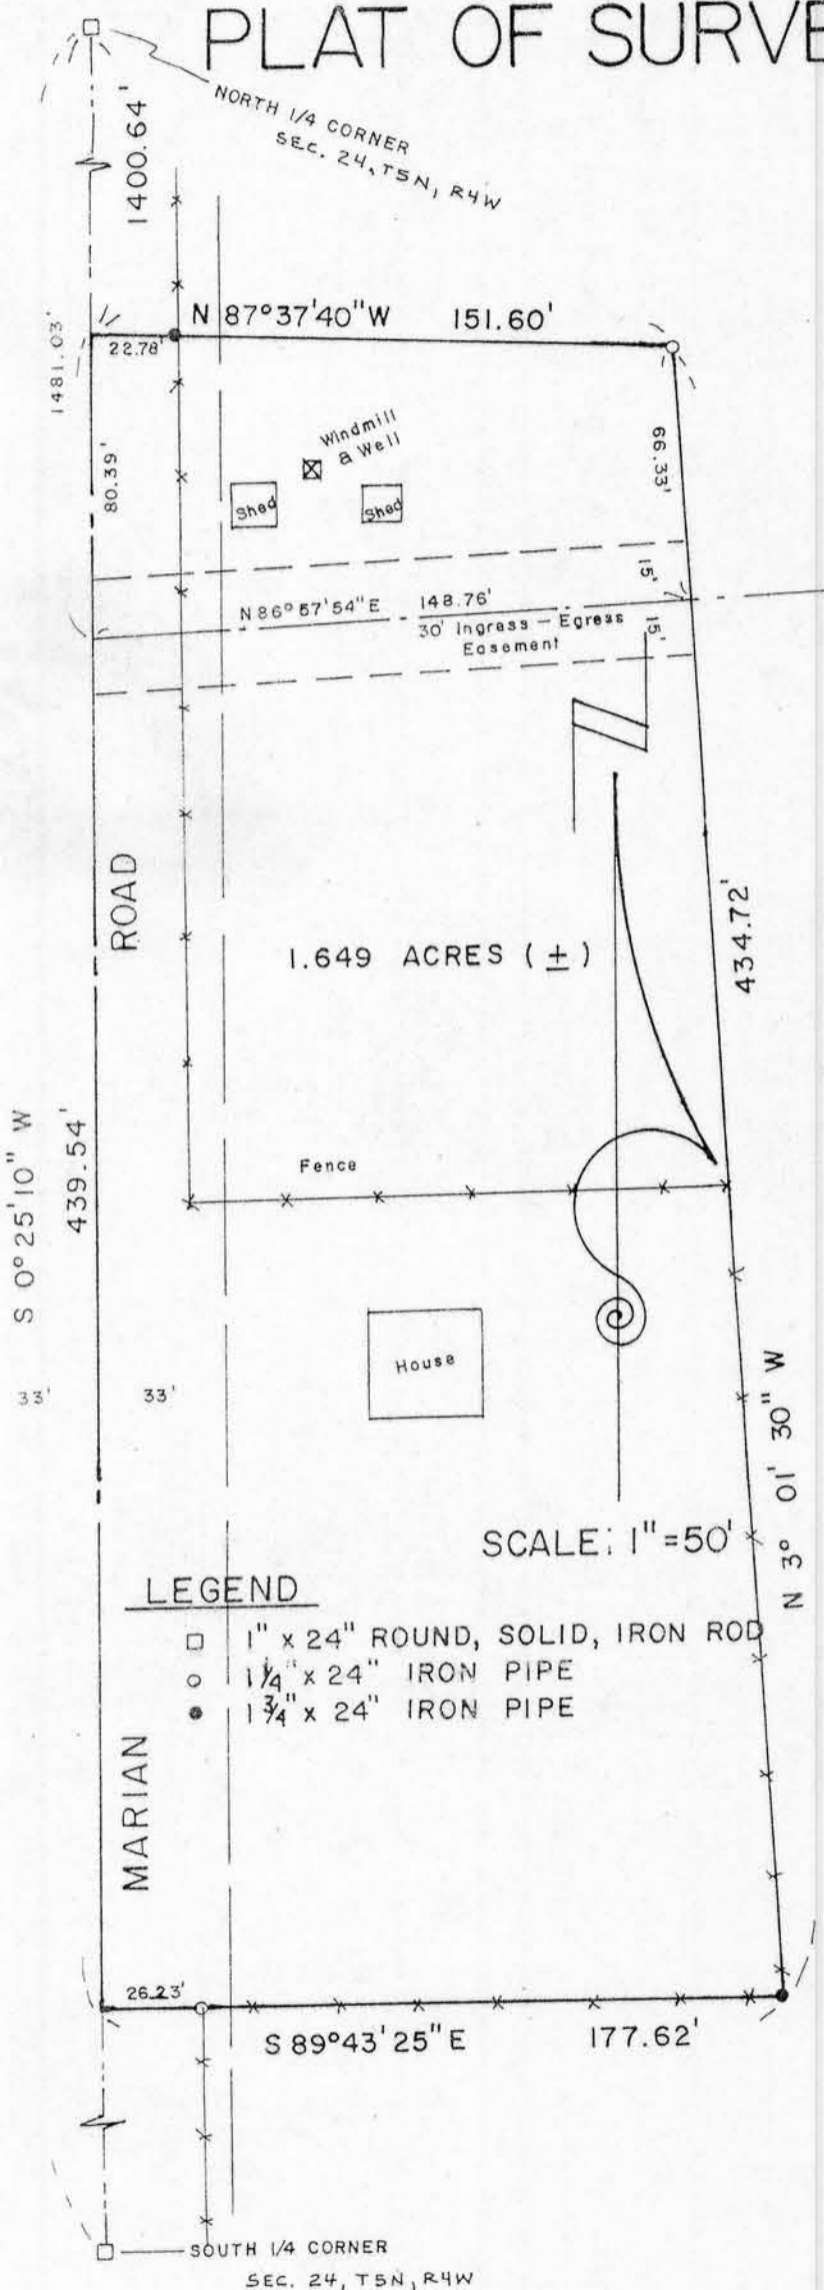 PLAT OF SURVE
NORTH 1/4 CORNER
SEC. 24, T5N, R4W
1400.64'
N 87°37'40" W 151.60'
22.78'
1481.03'
80.39'
Windmill
& Well
Shed
Shed
66.33'
15'
N 86°57'54" E 148.76'
30' Ingress - Egress
Easement
15'
N
ROAD
1.649 ACRES (±)
434.72'
S 0°25'10" W
439.54'
Fence
House
33'
33'
N 3° 01' 30" W
SCALE: 1"=50'
LEGEND
1" x 24" ROUND, SOLID, IRON ROD
1 1/4" x 24" IRON PIPE
1 3/4" x 24" IRON PIPE
MARIAN
26.23'
S 89°43'25" E 177.62'
SOUTH 1/4 CORNER
SEC. 24, T5N, R4W